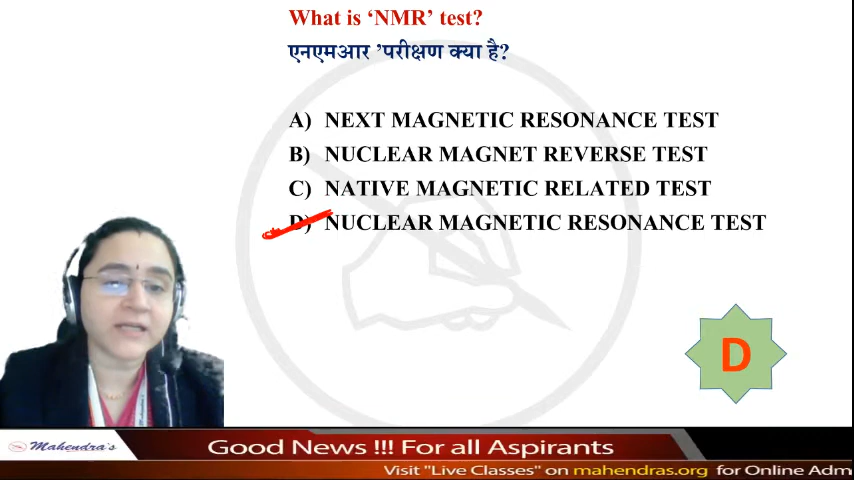 What is ‘NMR’ test?
एनएमआर ’परीक्षण क्या है?
A) NEXT MAGNETIC RESONANCE TEST
B) NUCLEAR MAGNET REVERSE TEST
C) NATIVE MAGNETIC RELATED TEST
D) NUCLEAR MAGNETIC RESONANCE TEST
D
Mahendra's
Good News !!! For all Aspirants
Visit "Live Classes" on mahendras.org for Online Adm